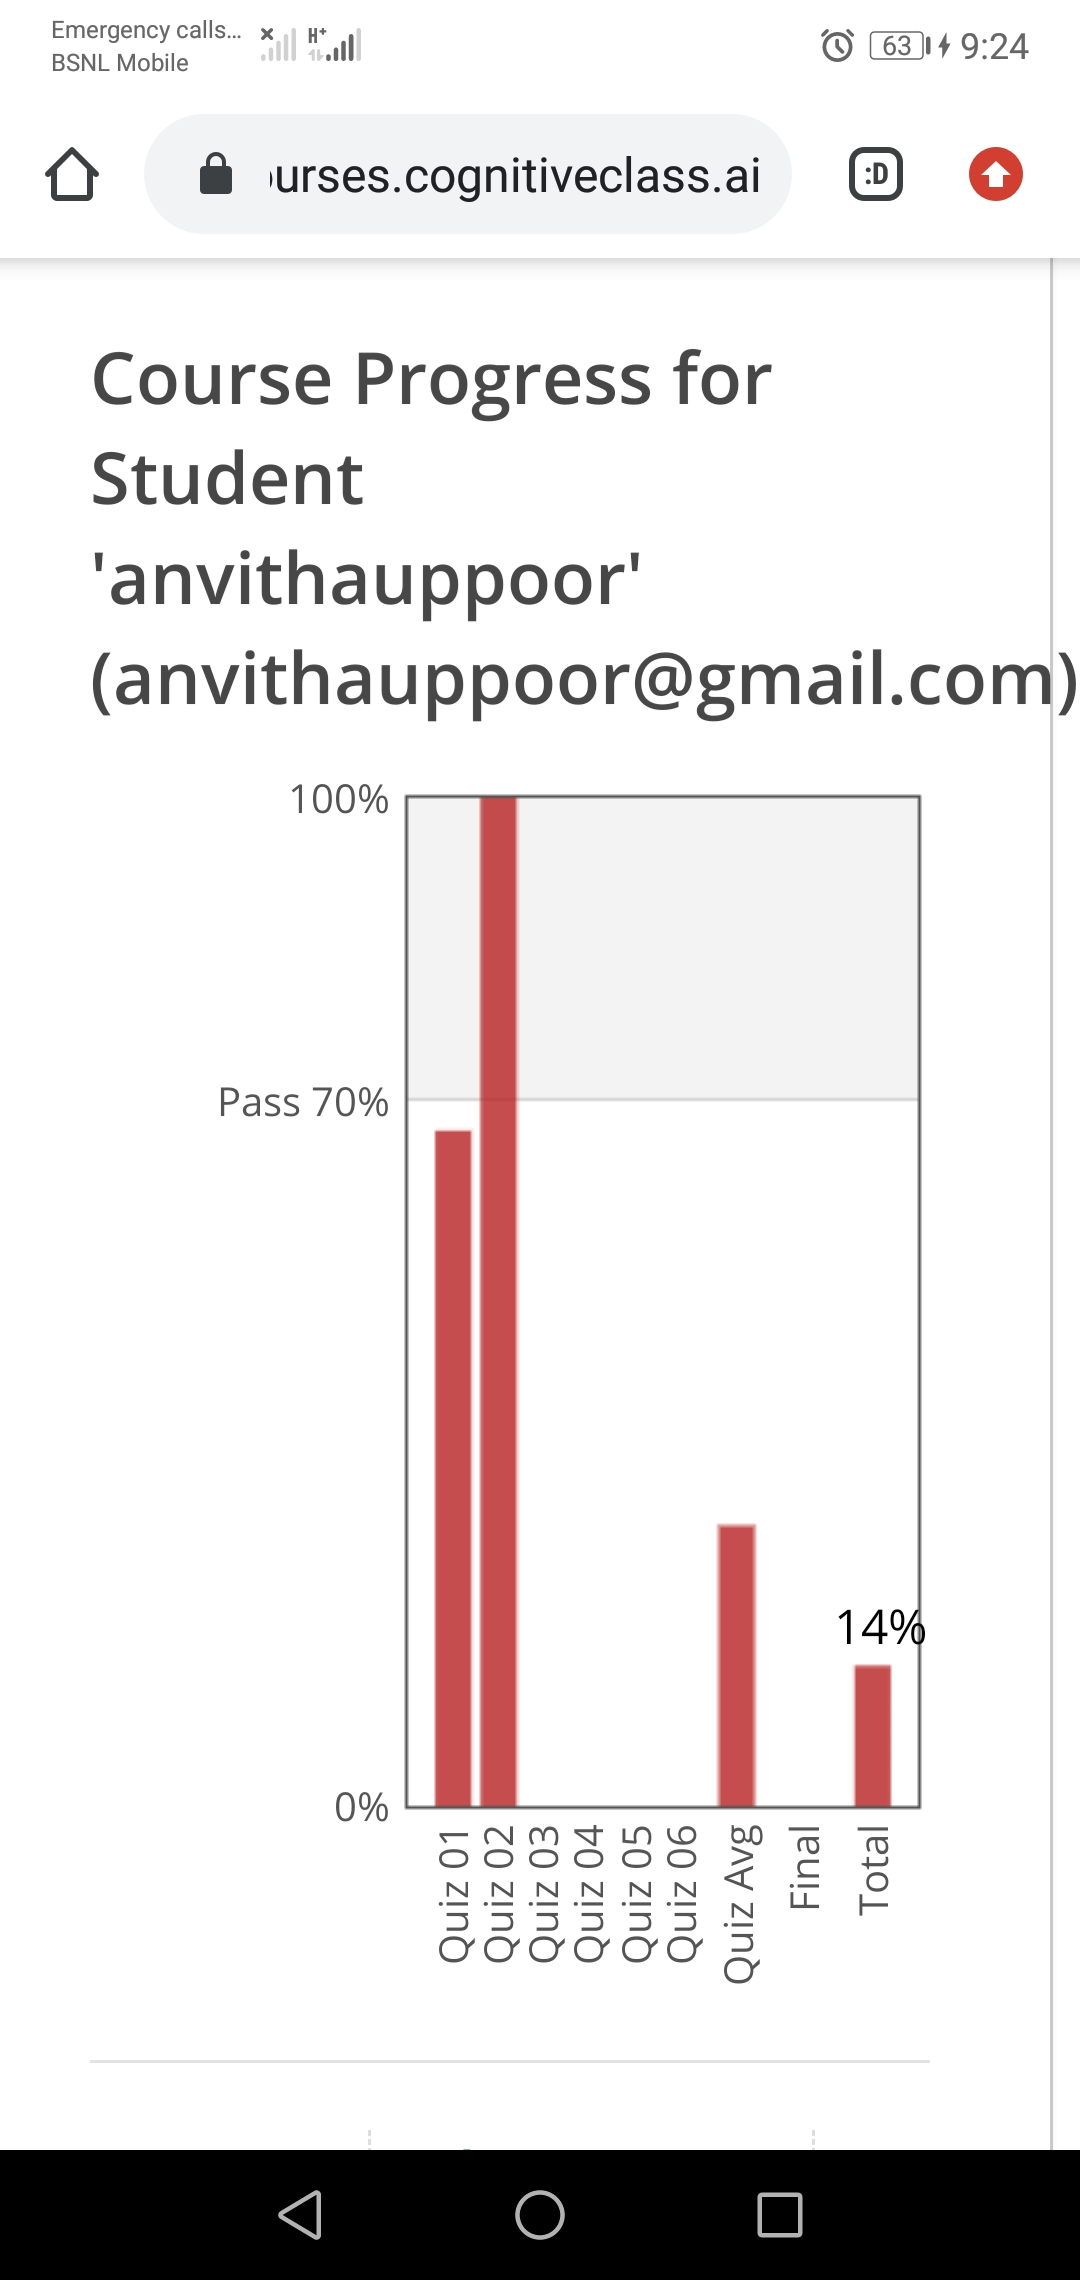 Emergency calls...
BSNL Mobile
H+
63
9:24
urses.cognitiveclass.ai
:D
Course Progress for
Student
'anvithauppoor'
(anvithauppoor@gmail.com)
100%
Pass 70%
14%
0%
Quiz 01
Quiz 02
Quiz 03
Quiz 04
Quiz 05
Quiz 06
Quiz Avg
Final
Total